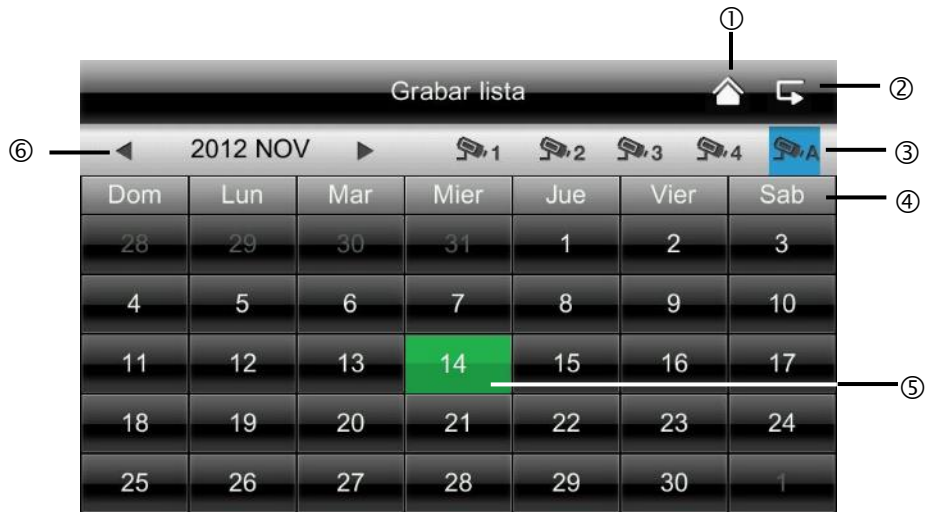 ①
Grabar lista ②
⑥ 2012 NOV 1 2 3 4 A ③
Dom Lun Mar Mier Jue Vier Sab ④
28 29 30 31 1 2 3
4 5 6 7 8 9 10
11 12 13 14 15 16 17
⑤
18 19 20 21 22 23 24
25 26 27 28 29 30 1